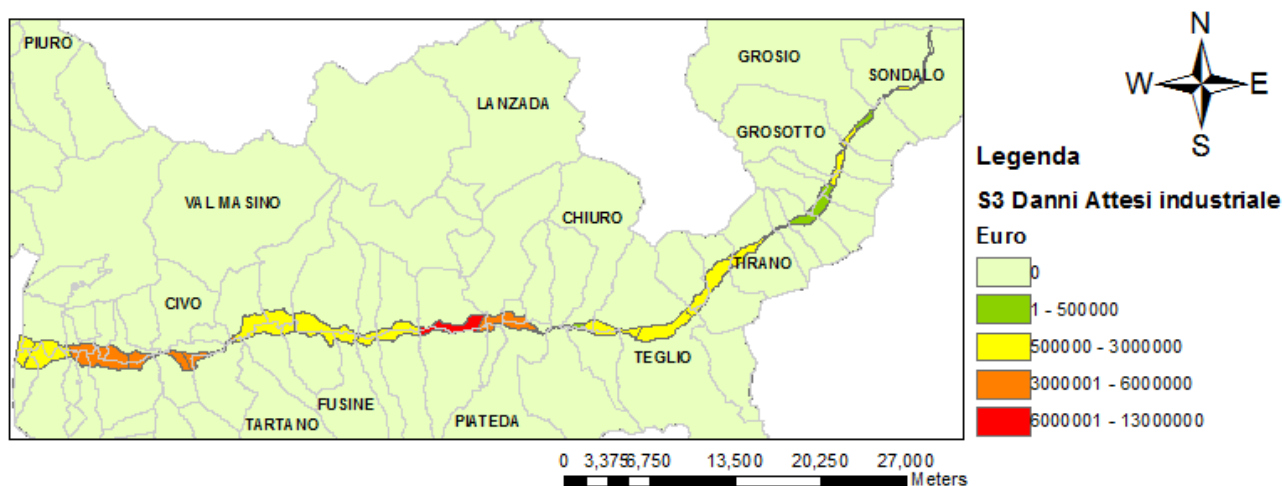 PIURO
GROSIO
SONDALO
LANZADA
GROSOTTO
VAL MASINO
CHIURO
TIRANO
CIVO
TEGLIO
FUSINE
TARTANO
PIATEDA
N
W E
S
Legenda
S3 Danni Attesi industriale
Euro
0
1 - 500000
500000 - 3000000
3000001 - 6000000
6000001 - 13000000
0 3,375 6,750 13,500 20,250 27,000
Meters